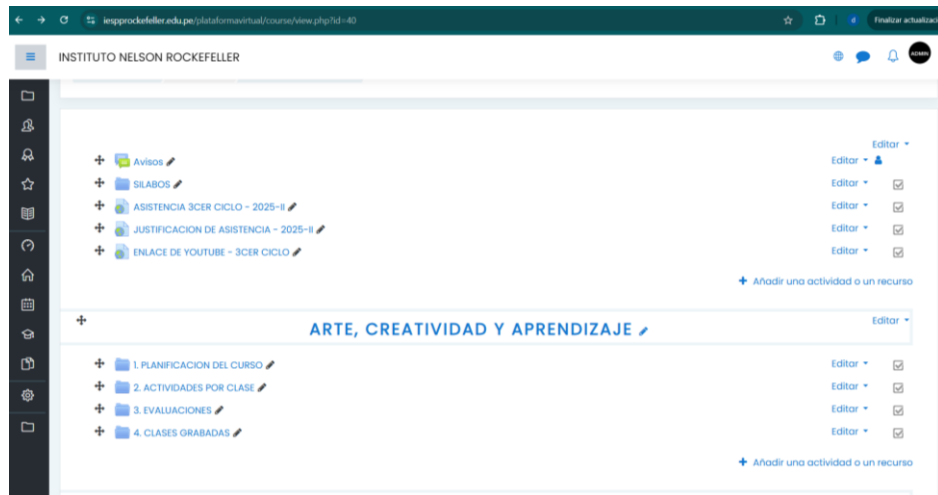 iesprockefeller.edu.pe/plataformavirtual/course/view.php?id=40
d
Finalizar actualizaci
INSTITUTO NELSON ROCKEFELLER
ADMIN
Editar
Avisos
Editar
SILABOS
Editar
ASISTENCIA 3CER CICLO - 2025-II
Editar
JUSTIFICACION DE ASISTENCIA - 2025-II
Editar
ENLACE DE YOUTUBE - 3CER CICLO
Editar
+ Añadir una actividad o un recurso
ARTE, CREATIVIDAD Y APRENDIZAJE
Editar
1. PLANIFICACION DEL CURSO
Editar
2. ACTIVIDADES POR CLASE
Editar
3. EVALUACIONES
Editar
4. CLASES GRABADAS
Editar
+ Añadir una actividad o un recurso